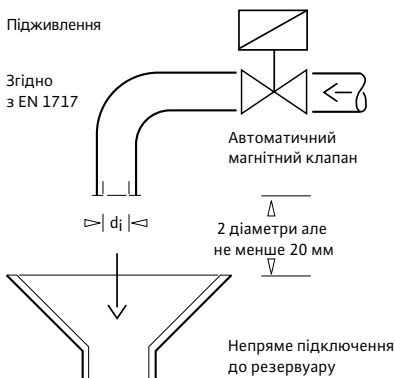 Підживлення
Згідно
з EN 1717
Автоматичний
магнітний клапан
di
2 діаметри але
не менше 20 мм
Непряме підключення
до резервуару